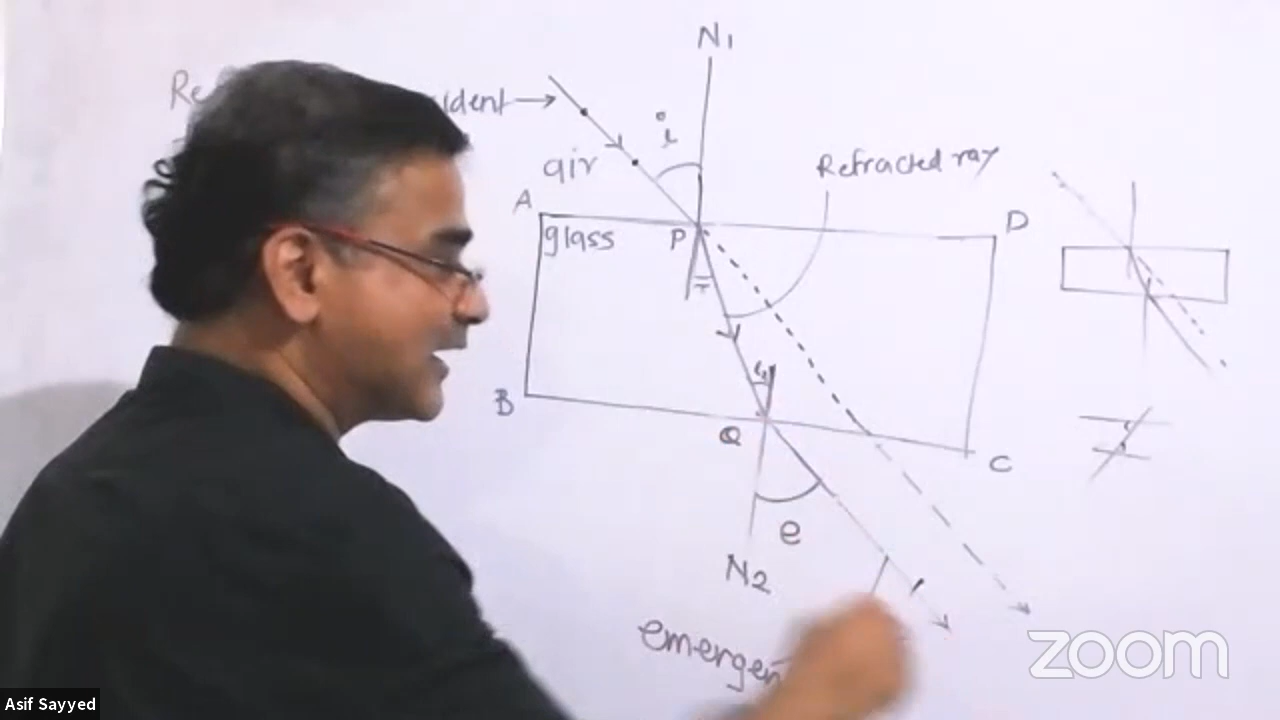 N1
ident →
i
air
Refracted ray
A
D
glass
P
r
B
Q
C
e
N2
emergen
zoom
Asif Sayyed